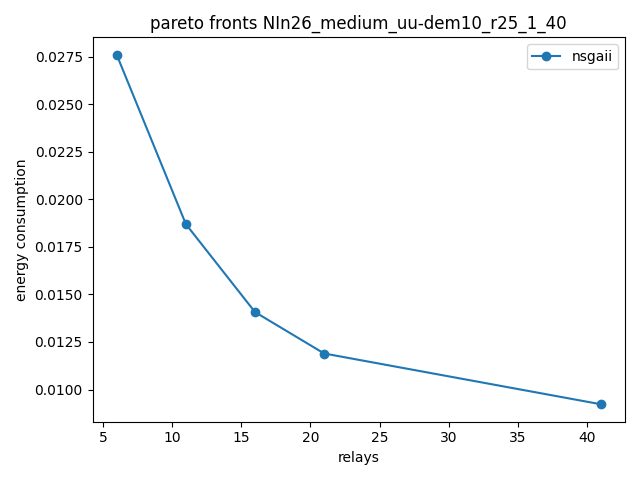 pareto fronts NIn26_medium_uu-dem10_r25_1_40
nsgaii
energy consumption
0.0275
0.0250
0.0225
0.0200
0.0175
0.0150
0.0125
0.0100
5 10 15 20 25 30 35 40
relays